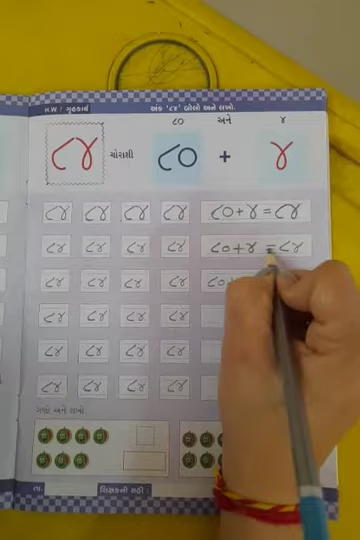 H.W / ગૃહકાર્ય અંક '૮૪' બોલો અને લખો.
૮૦ અને ૪
૮૪ ચોરાશી ૮૦ + ૪
૮૪ ૮૪ ૮૪ ૮૪ ૮૦+૪=૮૪
૮૪ ૮૪ ૮૪ ૮૪ ૮૦+૪=૮૪
૮૪ ૮૪ ૮૪ ૮૪ ૮૦+
૮૪ ૮૪ ૮૪ ૮૪
૮૪ ૮૪ ૮૪ ૮૪
૮૪ ૮૪ ૮૪ ૮૪
ગણો અને લખો.
તા. શિક્ષકની સહી :